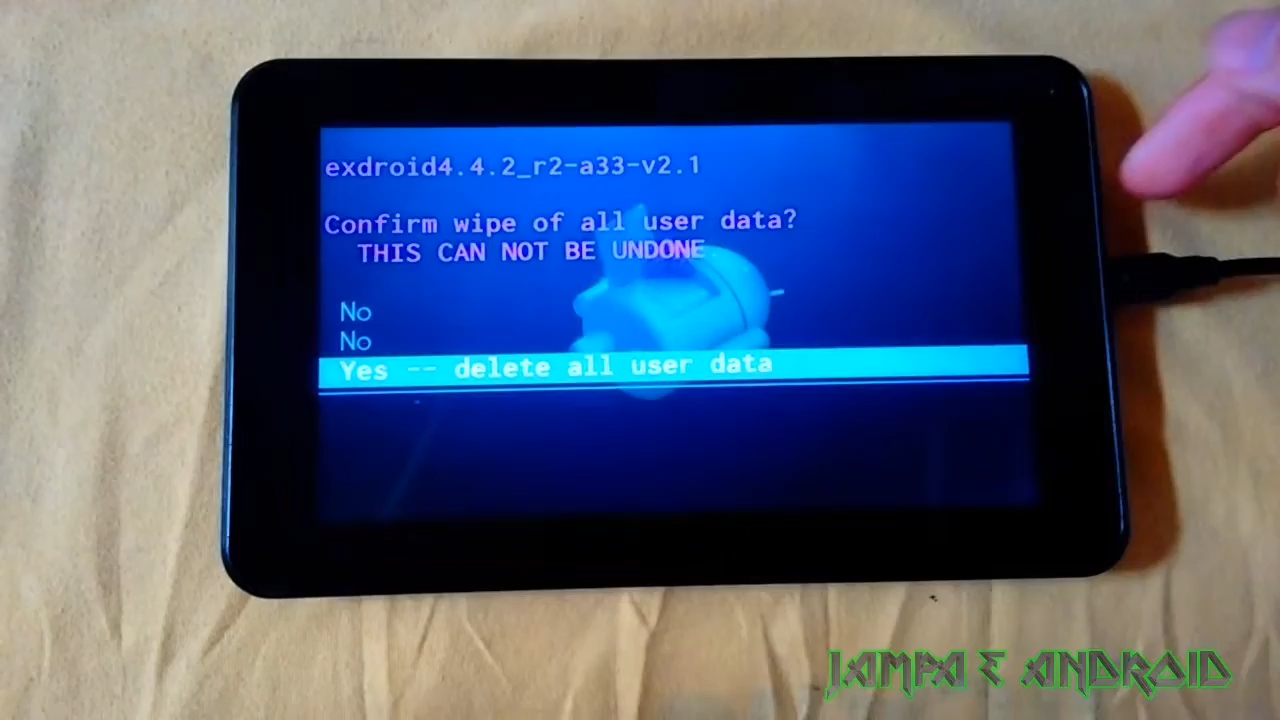 exdroid4.4.2_r2-a33-v2.1
Confirm wipe of all user data?
THIS CAN NOT BE UNDONE.
No
No
Yes -- delete all user data
JAMPA E ANDROID